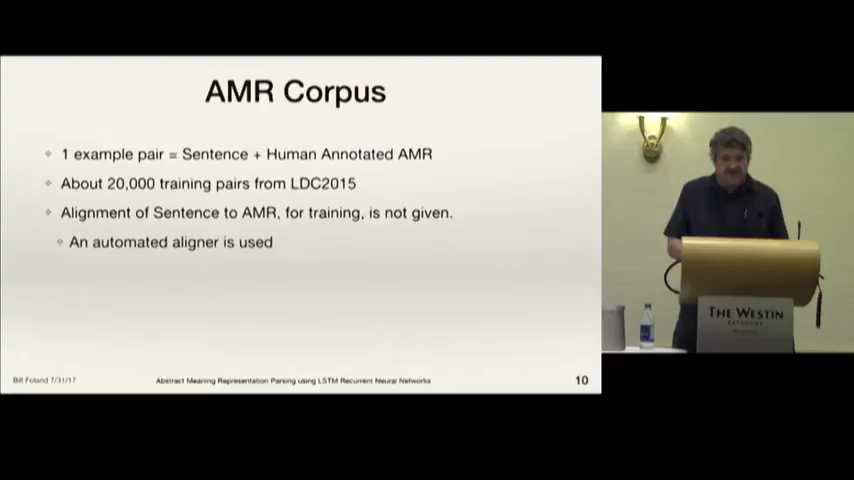 AMR Corpus
1 example pair = Sentence + Human Annotated AMR
About 20,000 training pairs from LDC2015
Alignment of Sentence to AMR, for training, is not given.
An automated aligner is used
Bill Foland 7/31/17
Abstract Meaning Representation Parsing using LSTM Recurrent Neural Networks
10
THE WESTIN